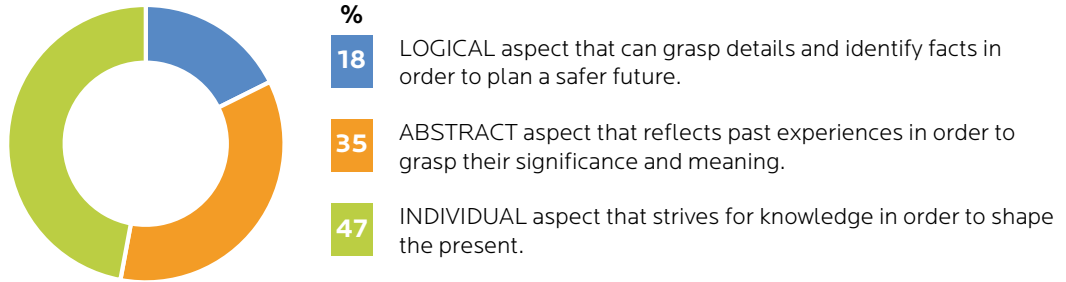 %
18
LOGICAL aspect that can grasp details and identify facts in
order to plan a safer future.
35
ABSTRACT aspect that reflects past experiences in order to
grasp their significance and meaning.
47
INDIVIDUAL aspect that strives for knowledge in order to shape
the present.